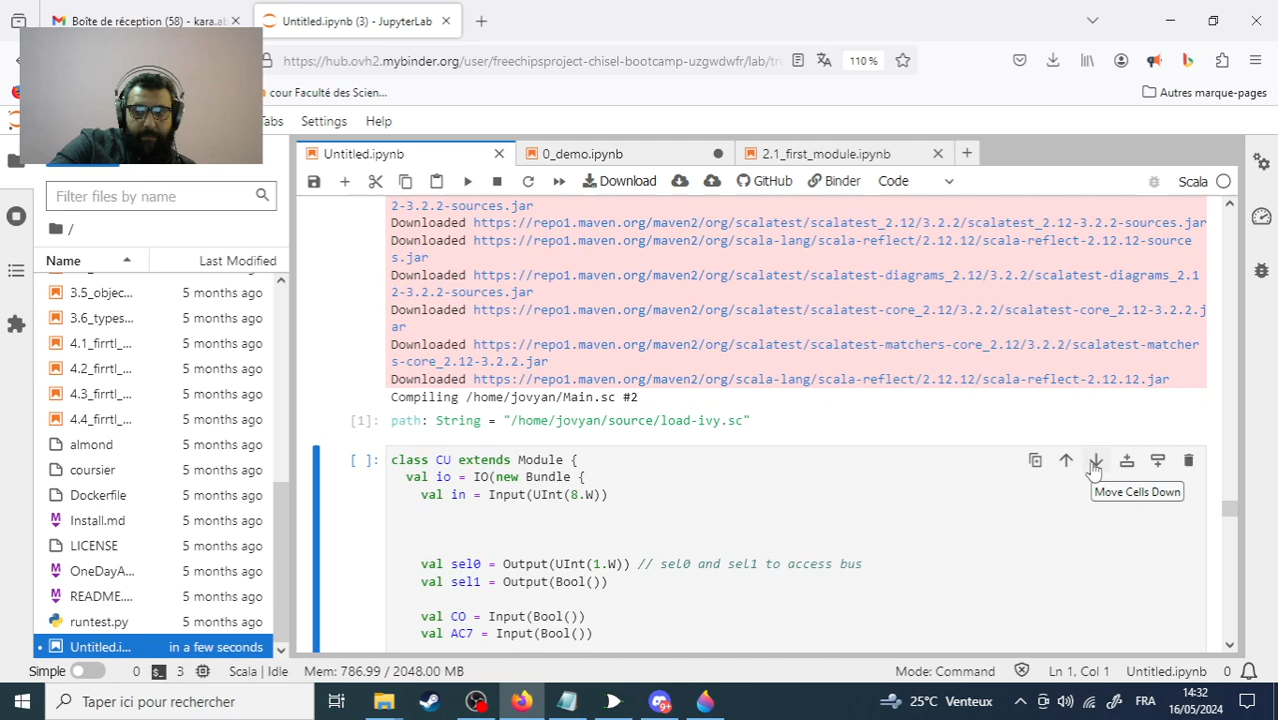 Boîte de réception (58) - kara.ab
Untitled.ipynb (3) - JupyterLab
https://hub.ovh2.mybinder.org/user/freechipsproject-chisel-bootcamp-uzgwdwfr/lab/tr
110 %
cour Faculté des Scien...
Autres marque-pages
Tabs
Settings
Help
Untitled.ipynb
0_demo.ipynb
2.1_first_module.ipynb
Filter files by name
Download
GitHub
Binder
Code
Scala
/
Name
Last Modified
3.5_objec... 5 months ago
3.6_types... 5 months ago
4.1_firrtl_... 5 months ago
4.2_firrtl_... 5 months ago
4.3_firrtl_... 5 months ago
4.4_firrtl_... 5 months ago
almond 5 months ago
coursier 5 months ago
Dockerfile 5 months ago
Install.md 5 months ago
LICENSE 5 months ago
OneDayA... 5 months ago
README.... 5 months ago
runtest.py 5 months ago
Untitled.i... in a few seconds
2-3.2.2-sources.jar
Downloaded https://repo1.maven.org/maven2/org/scalatest/scalatest_2.12/3.2.2/scalatest_2.12-3.2.2-sources.jar
Downloaded https://repo1.maven.org/maven2/org/scala-lang/scala-reflect/2.12.12/scala-reflect-2.12.12-source
s.jar
Downloaded https://repo1.maven.org/maven2/org/scalatest/scalatest-diagrams_2.12/3.2.2/scalatest-diagrams_2.1
2-3.2.2-sources.jar
Downloaded https://repo1.maven.org/maven2/org/scalatest/scalatest-core_2.12/3.2.2/scalatest-core_2.12-3.2.2.j
ar
Downloaded https://repo1.maven.org/maven2/org/scalatest/scalatest-matchers-core_2.12/3.2.2/scalatest-matcher
s-core_2.12-3.2.2.jar
Downloaded https://repo1.maven.org/maven2/org/scala-lang/scala-reflect/2.12.12/scala-reflect-2.12.12.jar
Compiling /home/jovyan/Main.sc #2
[1]: path: String = "/home/jovyan/source/load-ivy.sc"
[ ]: class CU extends Module {
val io = IO(new Bundle {
val in = Input(UInt(8.W))
Move Cells Down
val sel0 = Output(UInt(1.W)) // sel0 and sel1 to access bus
val sel1 = Output(Bool())
val CO = Input(Bool())
val AC7 = Input(Bool())
Simple
0
3
Scala | Idle
Mem: 786.99 / 2048.00 MB
Mode: Command
Ln 1, Col 1
Untitled.ipynb
0
Taper ici pour rechercher
9+
25°C Venteux
FRA
14:32
16/05/2024